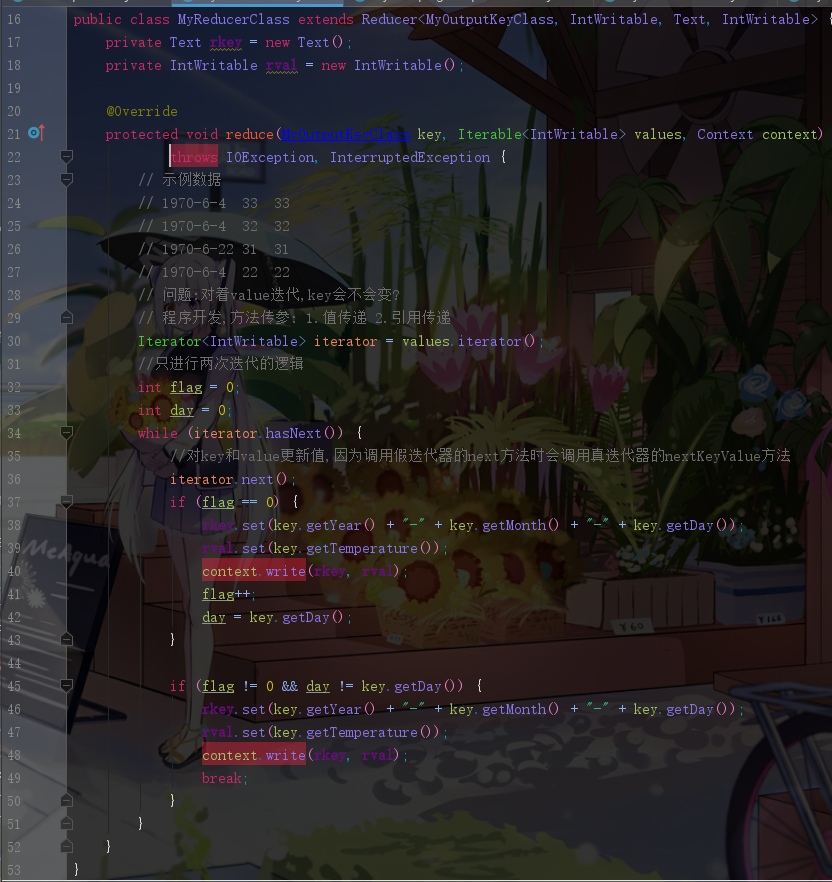 16 public class MyReducerClass extends Reducer<MyOutputKeyClass, IntWritable, Text, IntWritable> {
17 private Text rkey = new Text();
18 private IntWritable rval = new IntWritable();
19
20 @Override
21 protected void reduce(MyOutputKeyClass key, Iterable<IntWritable> values, Context context)
22 throws IOException, InterruptedException {
23 // 示例数据
24 // 1970-6-4 33 33
25 // 1970-6-4 32 32
26 // 1970-6-22 31 31
27 // 1970-6-4 22 22
28 // 问题:对着value迭代,key会不会变?
29 // 程序开发,方法传参: 1.值传递 2.引用传递
30 Iterator<IntWritable> iterator = values.iterator();
31 //只进行两次迭代的逻辑
32 int flag = 0;
33 int day = 0;
34 while (iterator.hasNext()) {
35 //对key和value更新值,因为调用假迭代器的next方法时会调用真迭代器的nextKeyValue方法
36 iterator.next();
37 if (flag == 0) {
38 rkey.set(key.getYear() + "-" + key.getMonth() + "-" + key.getDay());
39 rval.set(key.getTemperature());
40 context.write(rkey, rval);
41 flag++;
42 day = key.getDay();
43 }
44
45 if (flag != 0 && day != key.getDay()) {
46 rkey.set(key.getYear() + "-" + key.getMonth() + "-" + key.getDay());
47 rval.set(key.getTemperature());
48 context.write(rkey, rval);
49 break;
50 }
51 }
52 }
53 }
McAqua
¥60
¥168